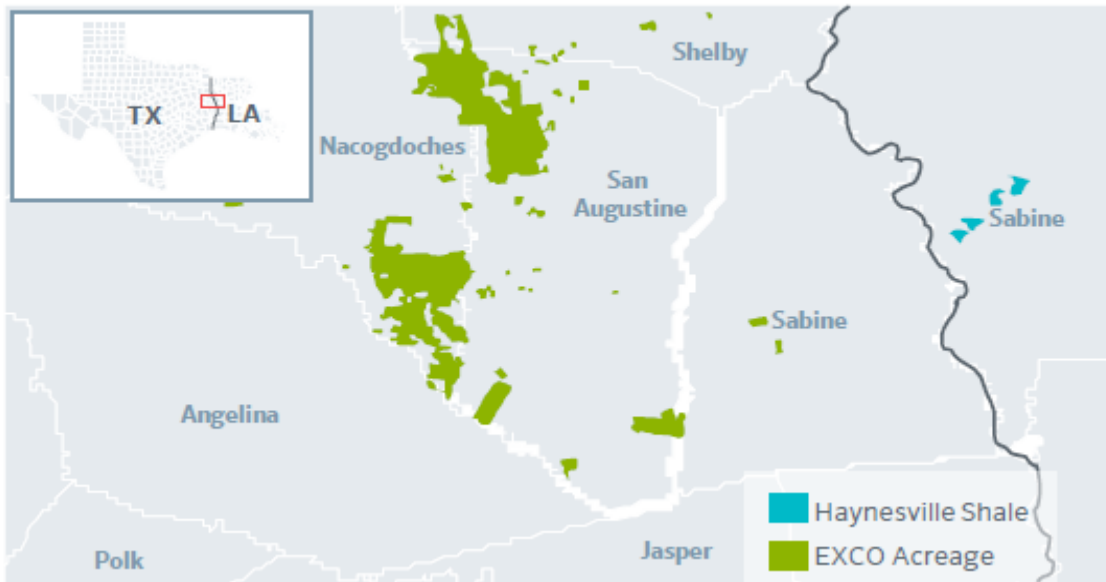 TX
LA
Shelby
Nacogdoches
San
Augustine
Sabine
Sabine
Angelina
Haynesville Shale
EXCO Acreage
Jasper
Polk